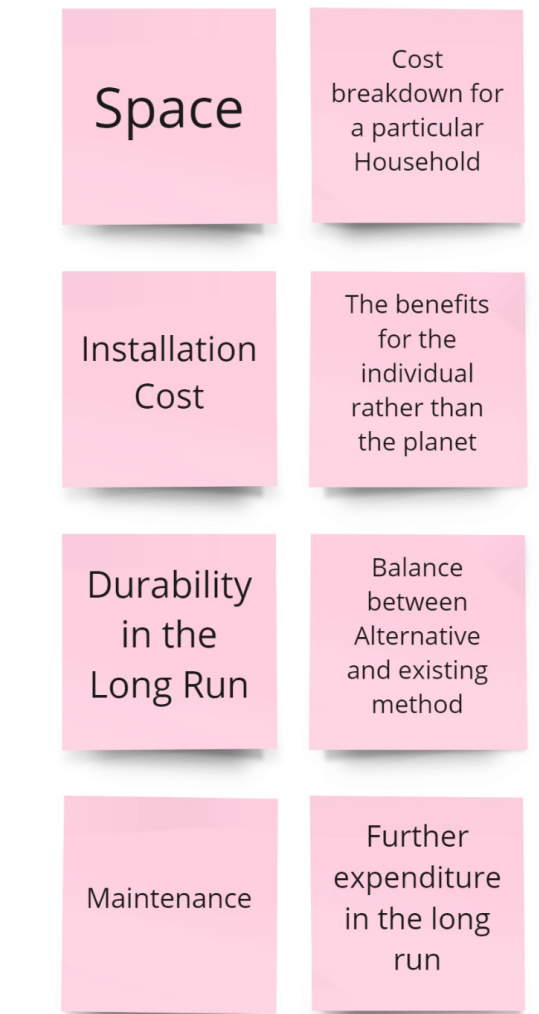 Space
Cost
breakdown for
a particular
Household
Installation
Cost
The benefits
for the
individual
rather than
the planet
Durability
in the
Long Run
Balance
between
Alternative
and existing
method
Maintenance
Further
expenditure
in the long
run